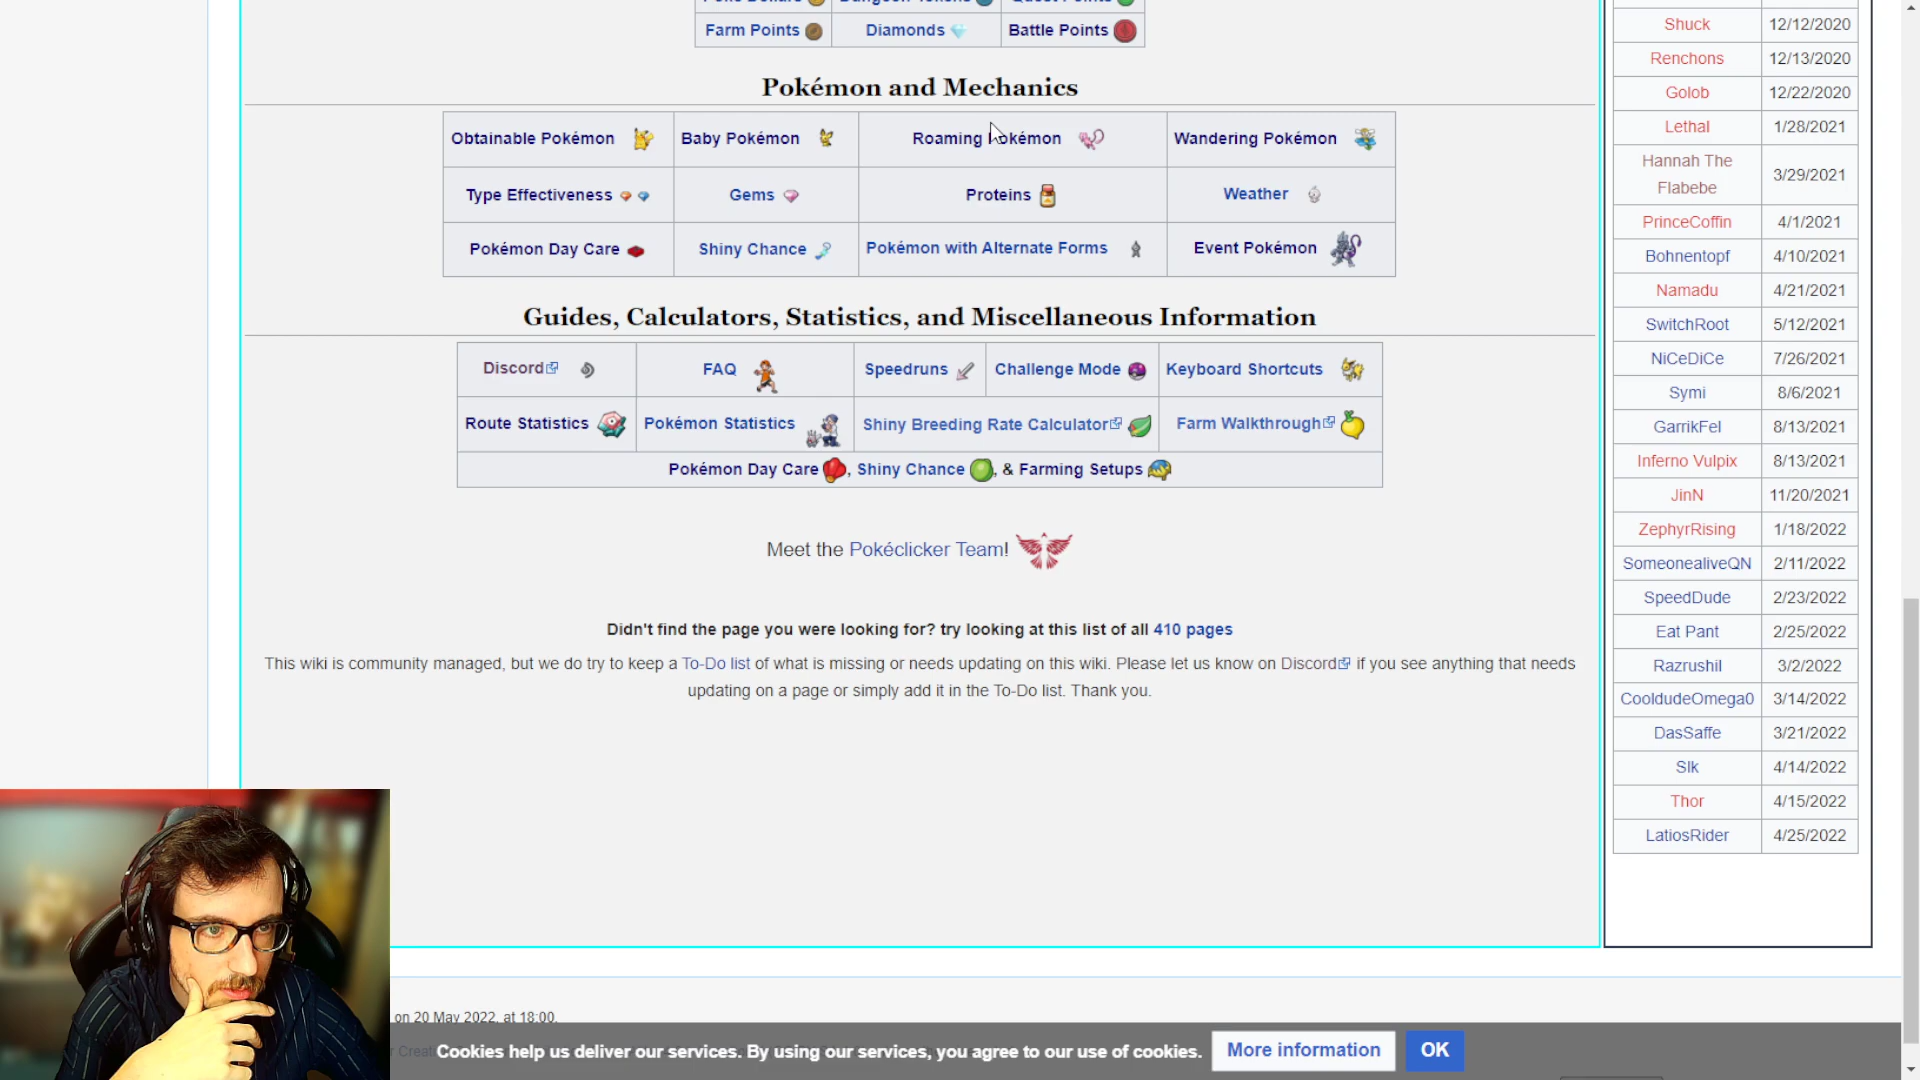 Farm Points Diamonds Battle Points
Pokémon and Mechanics
Obtainable Pokémon Baby Pokémon Roaming Pokémon Wandering Pokémon
Type Effectiveness Gems Proteins Weather
Pokémon Day Care Shiny Chance Pokémon with Alternate Forms Event Pokémon
Guides, Calculators, Statistics, and Miscellaneous Information
Discord FAQ Speedruns Challenge Mode Keyboard Shortcuts
Route Statistics Pokémon Statistics Shiny Breeding Rate Calculator Farm Walkthrough
Pokémon Day Care , Shiny Chance , & Farming Setups
Meet the Pokéclicker Team!
Didn't find the page you were looking for? try looking at this list of all 410 pages
This wiki is community managed, but we do try to keep a To-Do list of what is missing or needs updating on this wiki. Please let us know on Discord if you see anything that needs
updating on a page or simply add it in the To-Do list. Thank you.
Shuck 12/12/2020
Renchons 12/13/2020
Golob 12/22/2020
Lethal 1/28/2021
Hannah The
Flabebe 3/29/2021
PrinceCoffin 4/1/2021
Bohnentopf 4/10/2021
Namadu 4/21/2021
SwitchRoot 5/12/2021
NiCeDiCe 7/26/2021
Symi 8/6/2021
GarrikFel 8/13/2021
Inferno Vulpix 8/13/2021
JinN 11/20/2021
ZephyrRising 1/18/2022
SomeonealiveQN 2/11/2022
SpeedDude 2/23/2022
Eat Pant 2/25/2022
Razrushil 3/2/2022
CooldudeOmega0 3/14/2022
DasSaffe 3/21/2022
Slk 4/14/2022
Thor 4/15/2022
LatiosRider 4/25/2022
on 20 May 2022, at 18:00.
Cookies help us deliver our services. By using our services, you agree to our use of cookies. More information OK